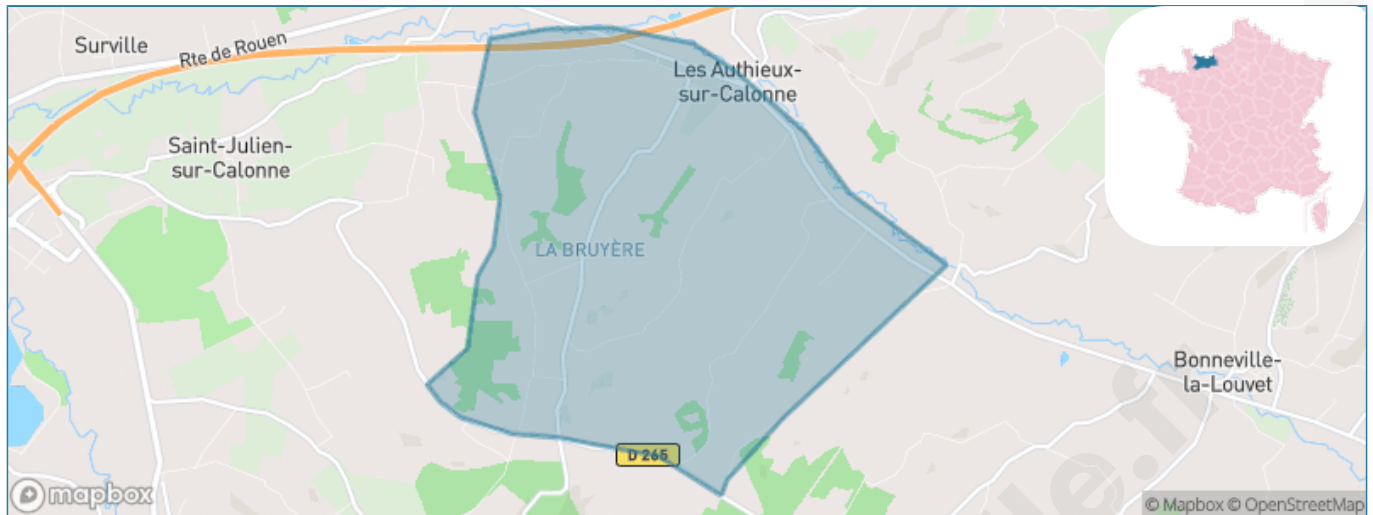 Surville
Rte de Rouen
Les Authieux-
sur-Calonne
Saint-Julien-
sur-Calonne
LA BRUYÈRE
Bonneville-
la-Louvet
D 265
mapbox
© Mapbox © OpenStreetMap